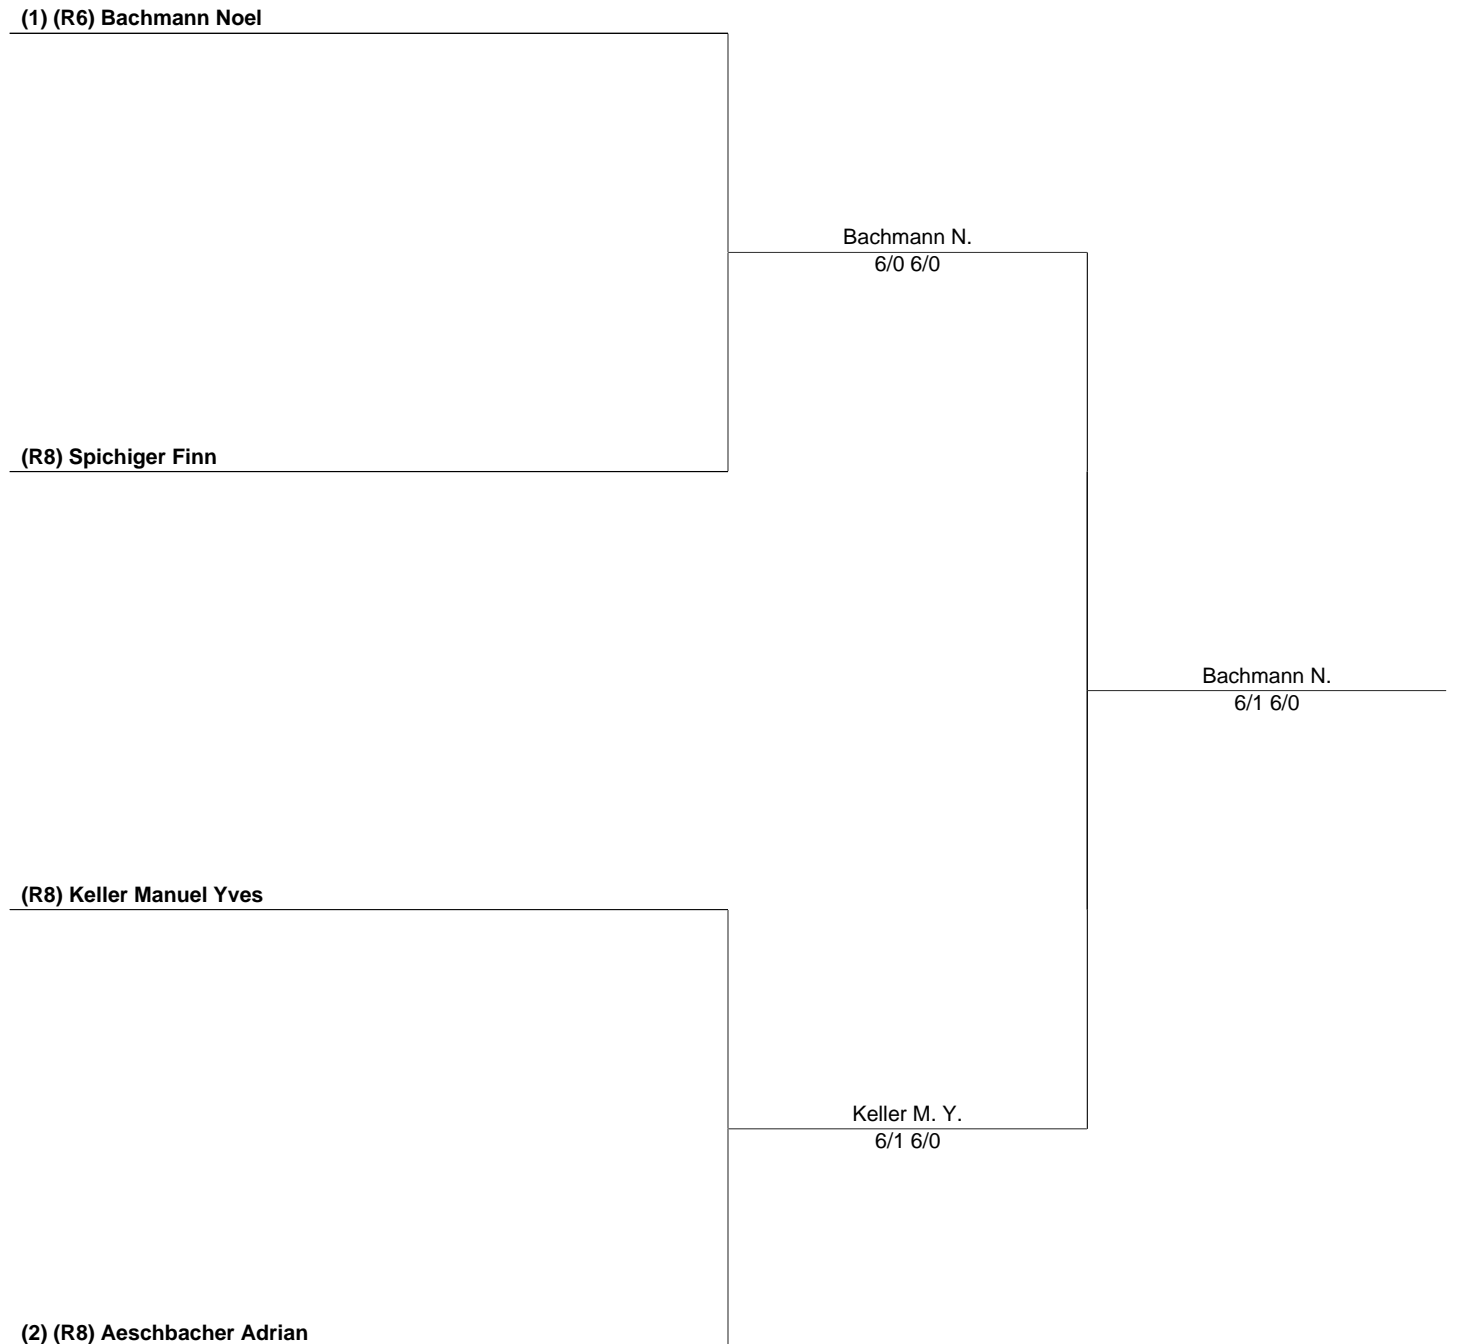 (1) (R6) Bachmann Noel
Bachmann N.
6/0 6/0
(R8) Spichiger Finn
Bachmann N.
6/1 6/0
(R8) Keller Manuel Yves
Keller M. Y.
6/1 6/0
(2) (R8) Aeschbacher Adrian